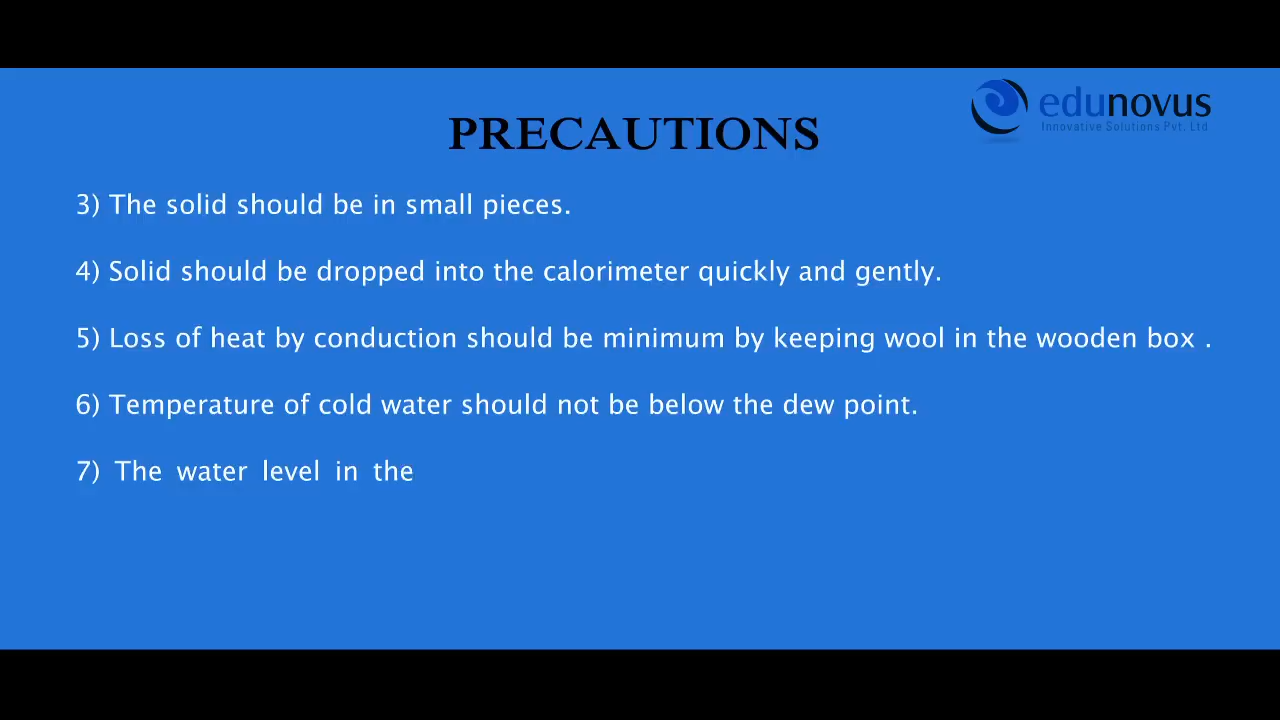 edunovus
Innovative Solutions Pvt. Ltd
PRECAUTIONS
3) The solid should be in small pieces.
4) Solid should be dropped into the calorimeter quickly and gently.
5) Loss of heat by conduction should be minimum by keeping wool in the wooden box .
6) Temperature of cold water should not be below the dew point.
7) The water level in the